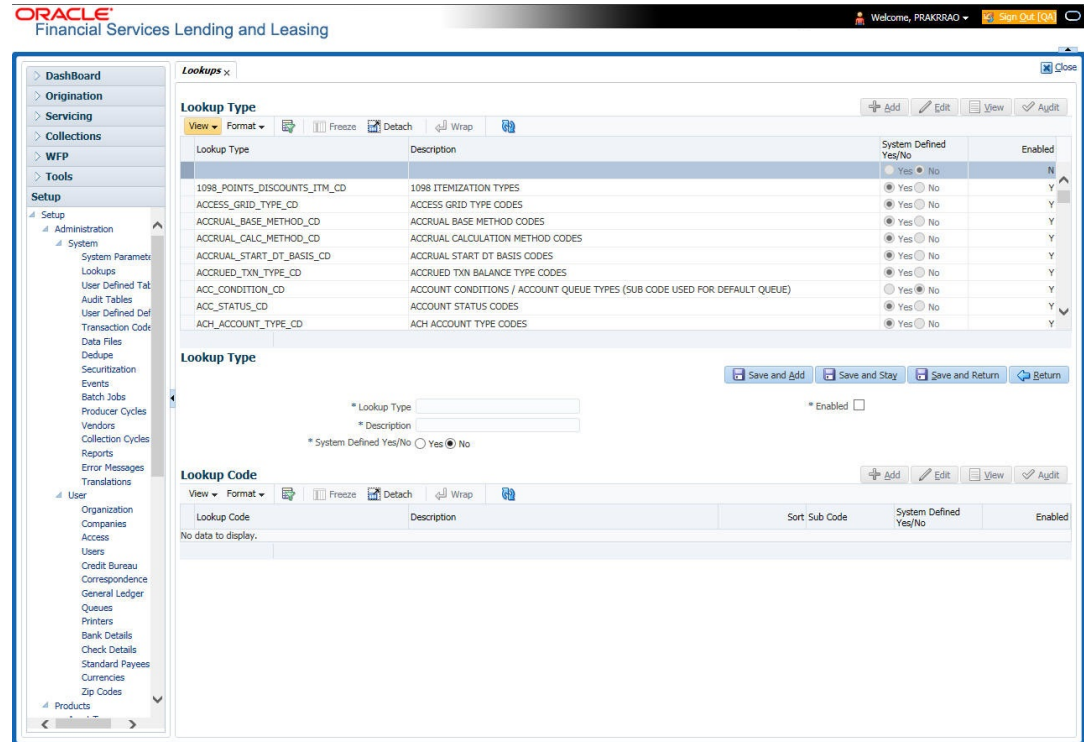 ORACLE®
Financial Services Lending and Leasing
Welcome, PRAKRRAO
Sign Out [QA]
DashBoard
Origination
Servicing
Collections
WFP
Tools
Setup
Setup
Administration
System
System Paramete
Lookups
User Defined Tab
Audit Tables
User Defined Def
Transaction Code
Data Files
Dedupe
Securitization
Events
Batch Jobs
Producer Cycles
Vendors
Collection Cycles
Reports
Error Messages
Translations
User
Organization
Companies
Access
Users
Credit Bureau
Correspondence
General Ledger
Queues
Printers
Bank Details
Check Details
Standard Payees
Currencies
Zip Codes
Products
Lookups x
Close
Lookup Type
Add Edit View Audit
View Format Freeze Detach Wrap
Lookup Type Description System Defined Yes/No Enabled
Yes No N
1098_POINTS_DISCOUNTS_ITM_CD 1098 ITEMIZATION TYPES Yes No Y
ACCESS_GRID_TYPE_CD ACCESS GRID TYPE CODES Yes No Y
ACCRUAL_BASE_METHOD_CD ACCRUAL BASE METHOD CODES Yes No Y
ACCRUAL_CALC_METHOD_CD ACCRUAL CALCULATION METHOD CODES Yes No Y
ACCRUAL_START_DT_BASIS_CD ACCRUAL START DT BASIS CODES Yes No Y
ACCRUED_TXN_TYPE_CD ACCRUED TXN BALANCE TYPE CODES Yes No Y
ACC_CONDITION_CD ACCOUNT CONDITIONS / ACCOUNT QUEUE TYPES (SUB CODE USED FOR DEFAULT QUEUE) Yes No Y
ACC_STATUS_CD ACCOUNT STATUS CODES Yes No Y
ACH_ACCOUNT_TYPE_CD ACH ACCOUNT TYPE CODES Yes No Y
Lookup Type
Save and Add Save and Stay Save and Return Return
* Lookup Type * Enabled
* Description
* System Defined Yes/No Yes No
Lookup Code
Add Edit View Audit
View Format Freeze Detach Wrap
Lookup Code Description Sort Sub Code System Defined Yes/No Enabled
No data to display.